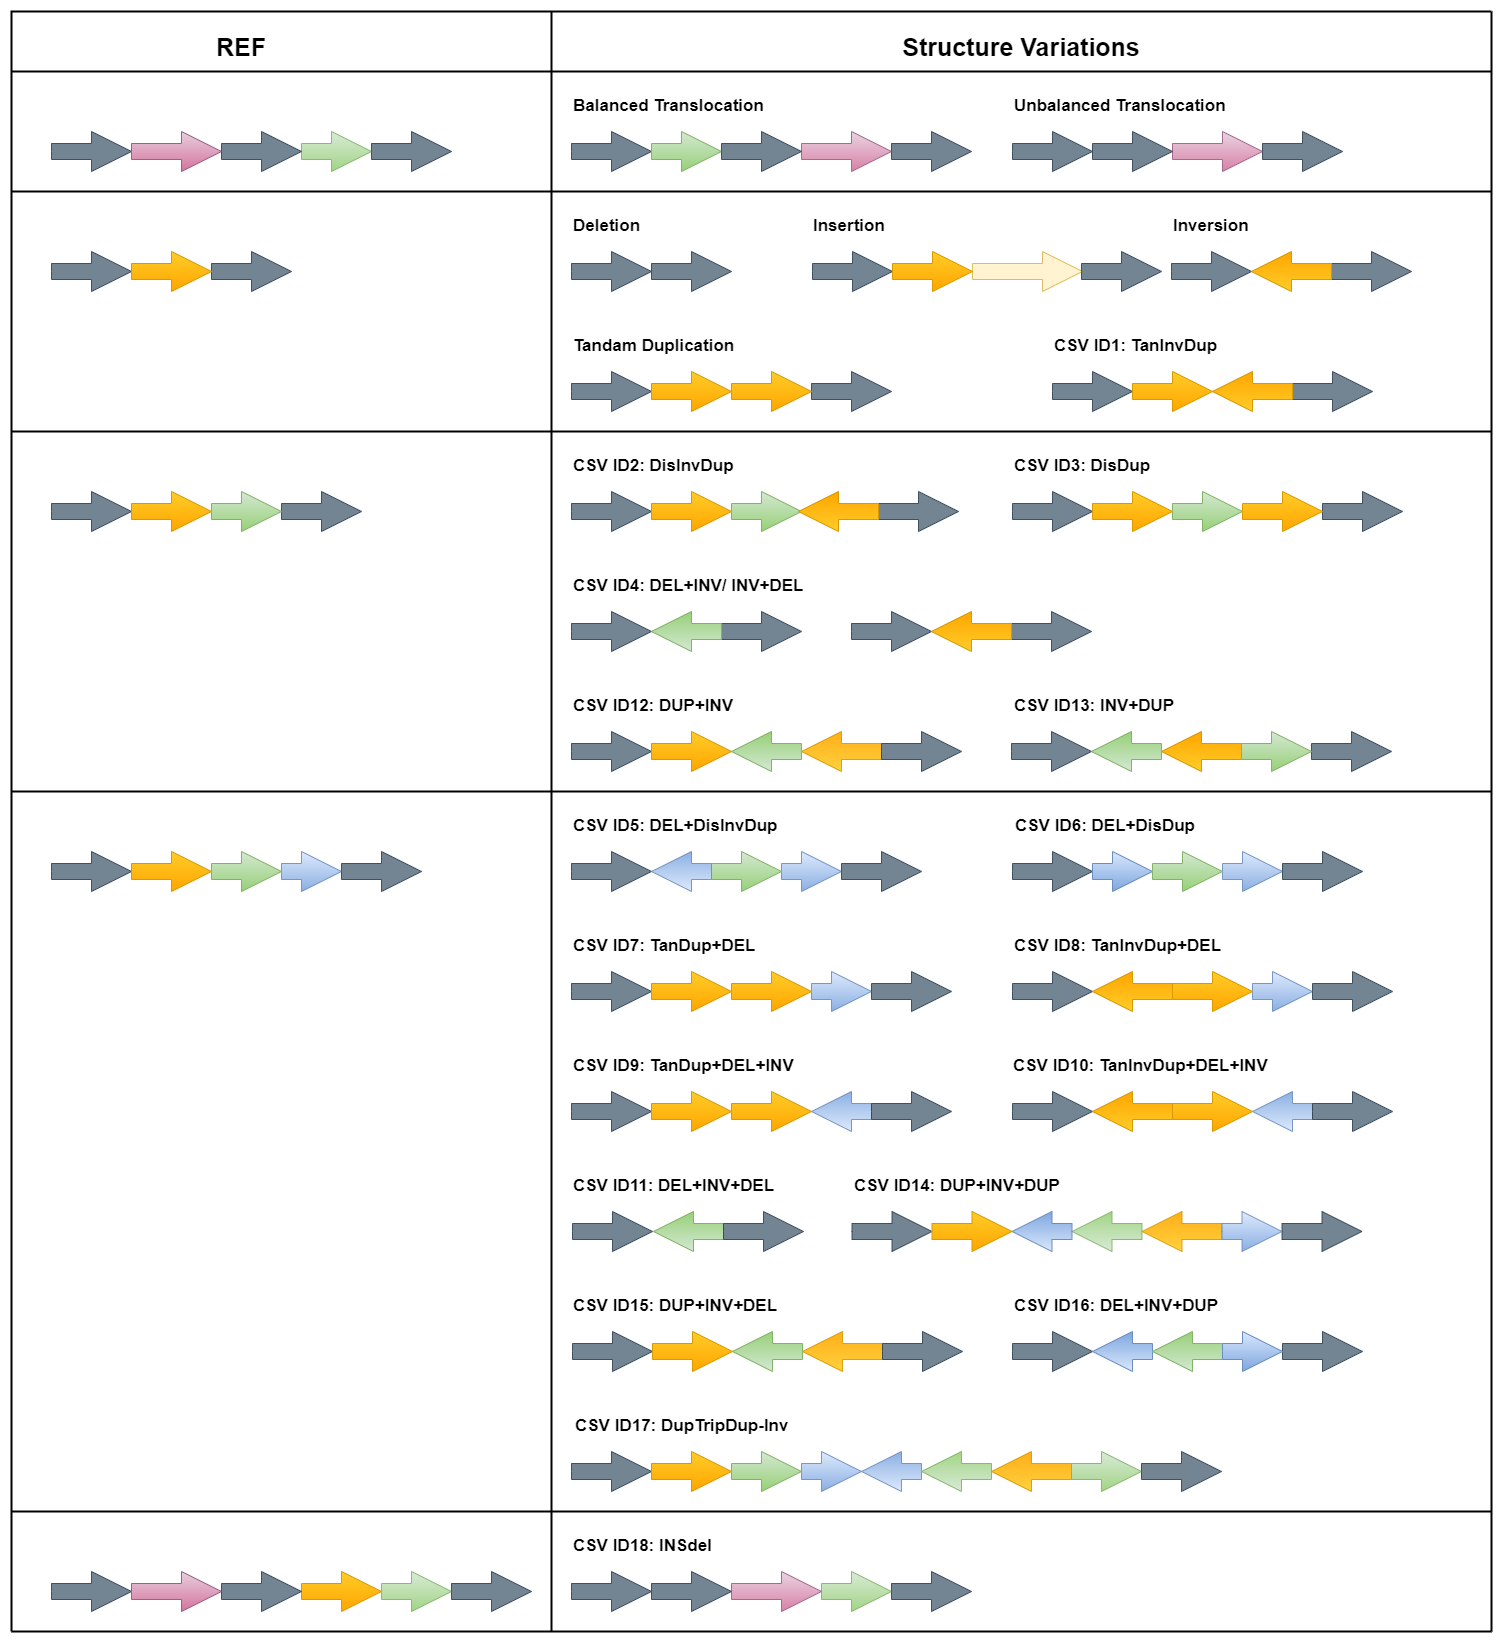 REF
Structure Variations
Balanced Translocation
Unbalanced Translocation
Deletion
Insertion
Inversion
Tandam Duplication
CSV ID1: TanInvDup
CSV ID2: DisInvDup
CSV ID3: DisDup
CSV ID4: DEL+INV/ INV+DEL
CSV ID12: DUP+INV
CSV ID13: INV+DUP
CSV ID5: DEL+DisInvDup
CSV ID6: DEL+DisDup
CSV ID7: TanDup+DEL
CSV ID8: TanInvDup+DEL
CSV ID9: TanDup+DEL+INV
CSV ID10: TanInvDup+DEL+INV
CSV ID11: DEL+INV+DEL
CSV ID14: DUP+INV+DUP
CSV ID15: DUP+INV+DEL
CSV ID16: DEL+INV+DUP
CSV ID17: DupTripDup-Inv
CSV ID18: INSdel